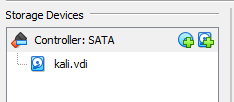 Storage Devices
Controller: SATA
kali.vdi